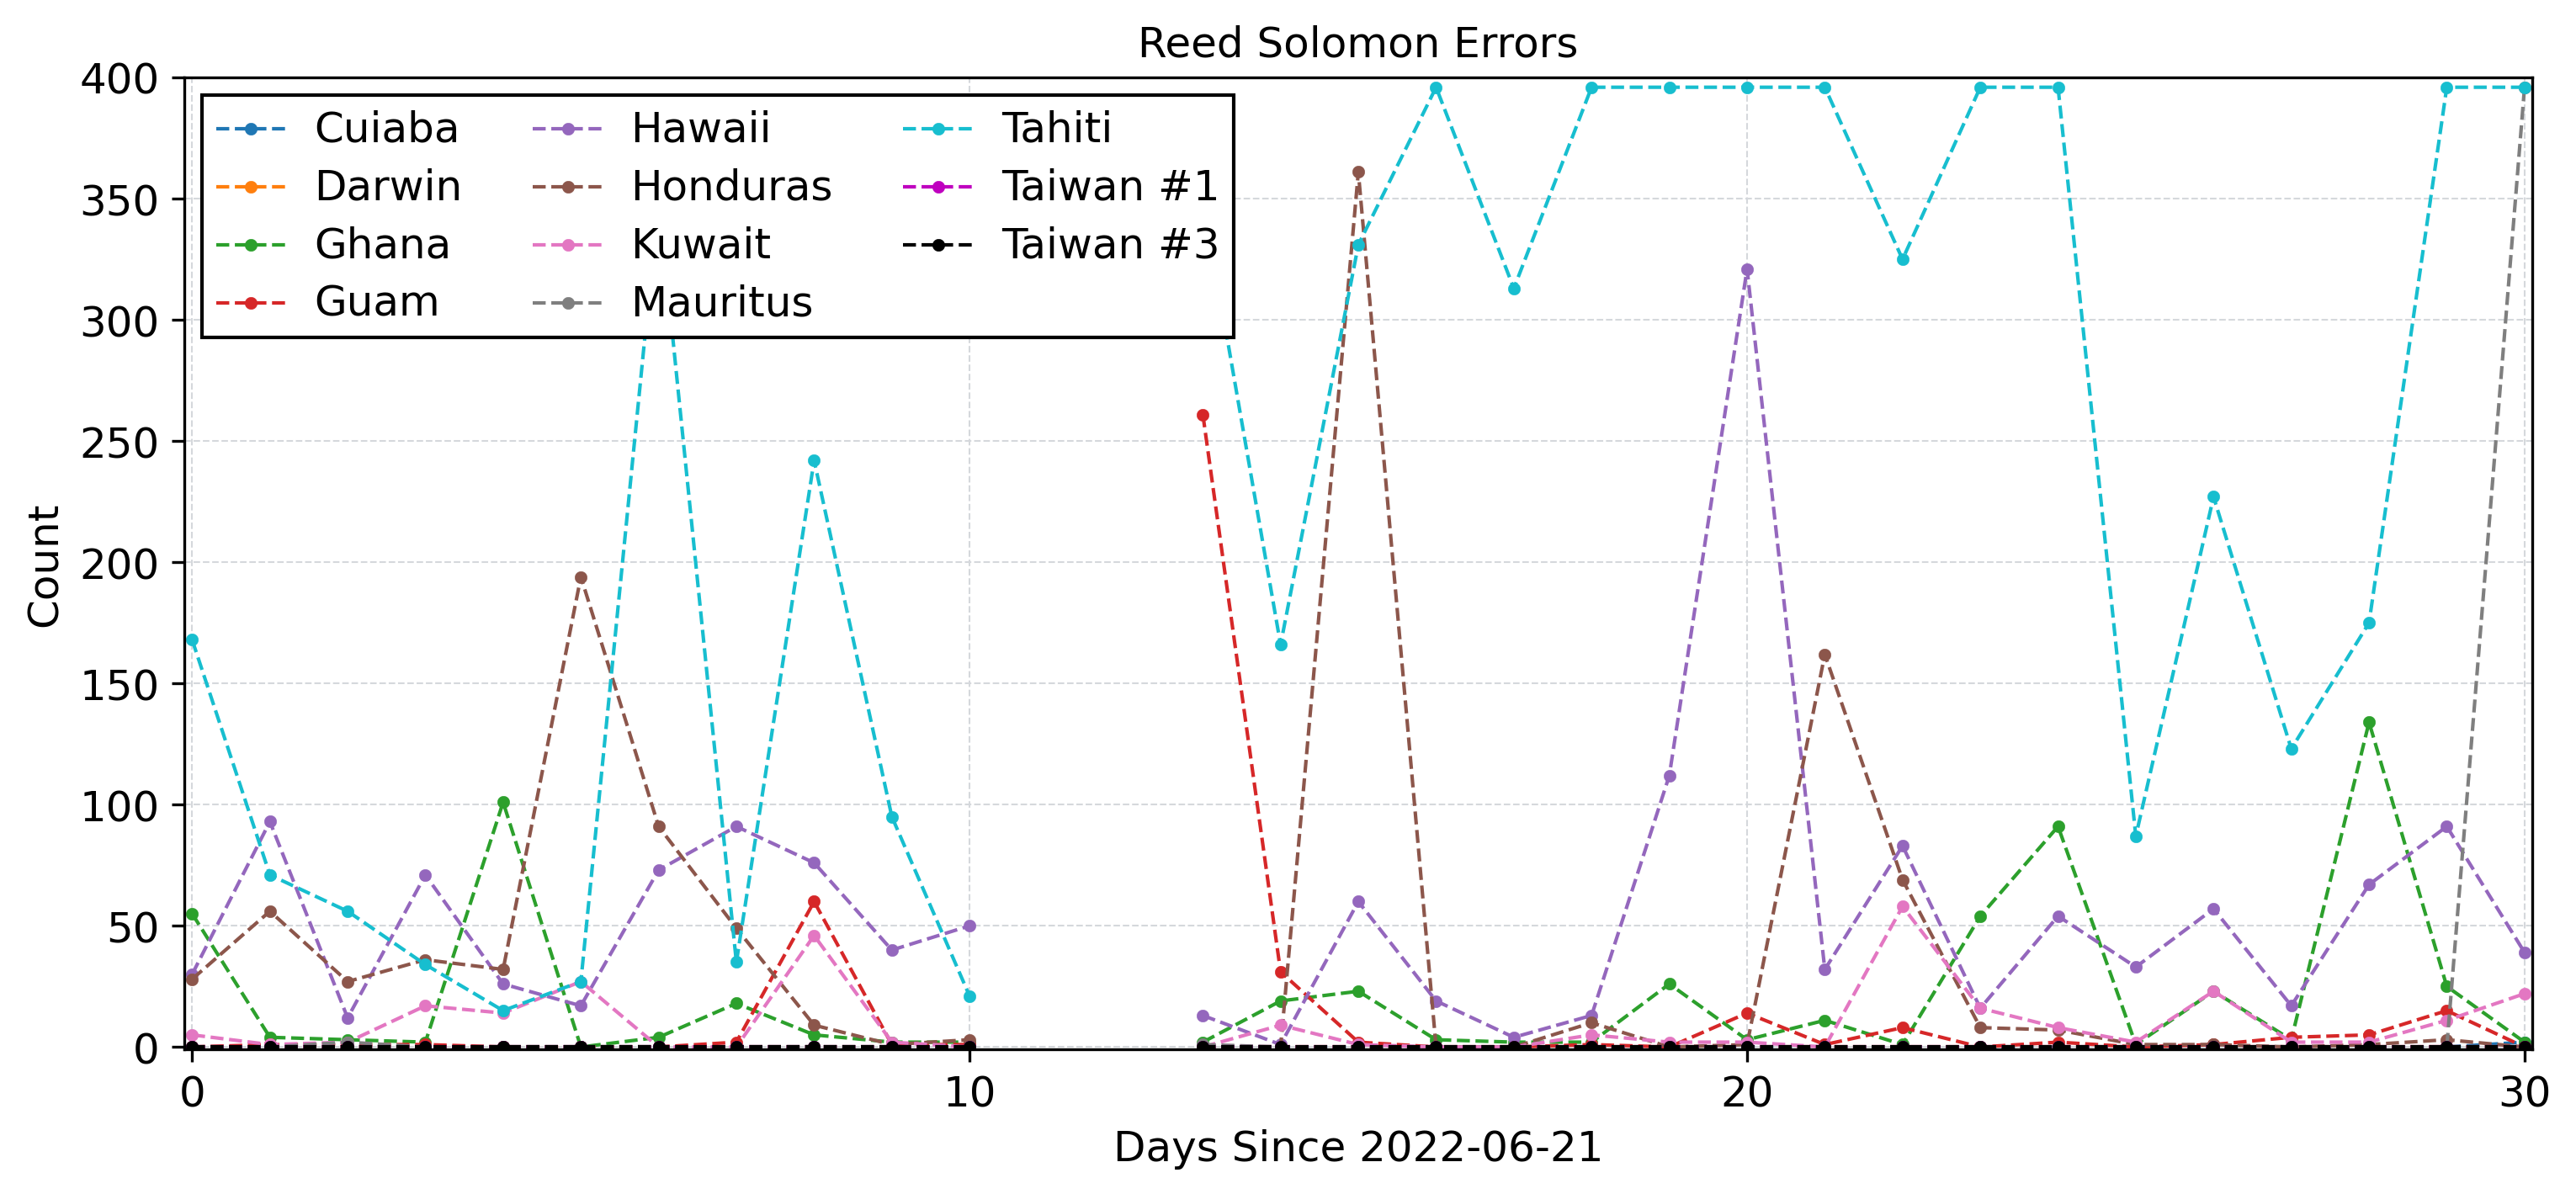 Reed Solomon Errors
400
350
300
250
200
150
100
50
0
Count
Cuiaba
Darwin
Ghana
Guam
Hawaii
Honduras
Kuwait
Mauritus
Tahiti
Taiwan #1
Taiwan #3
0 10 20 30
Days Since 2022-06-21